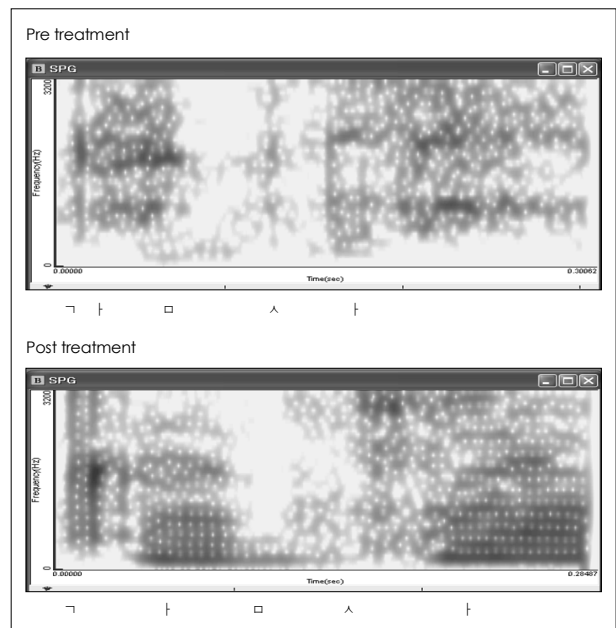 Pre treatment
B SPG
3200
Frequency(Hz)
0
0.00000
0.30062
Time(sec)
ㄱ ㅏ ㅁ ㅅ ㅏ
Post treatment
B SPG
3200
Frequency(Hz)
0
0.00000
0.28487
Time(sec)
ㄱ ㅏ ㅁ ㅅ ㅏ